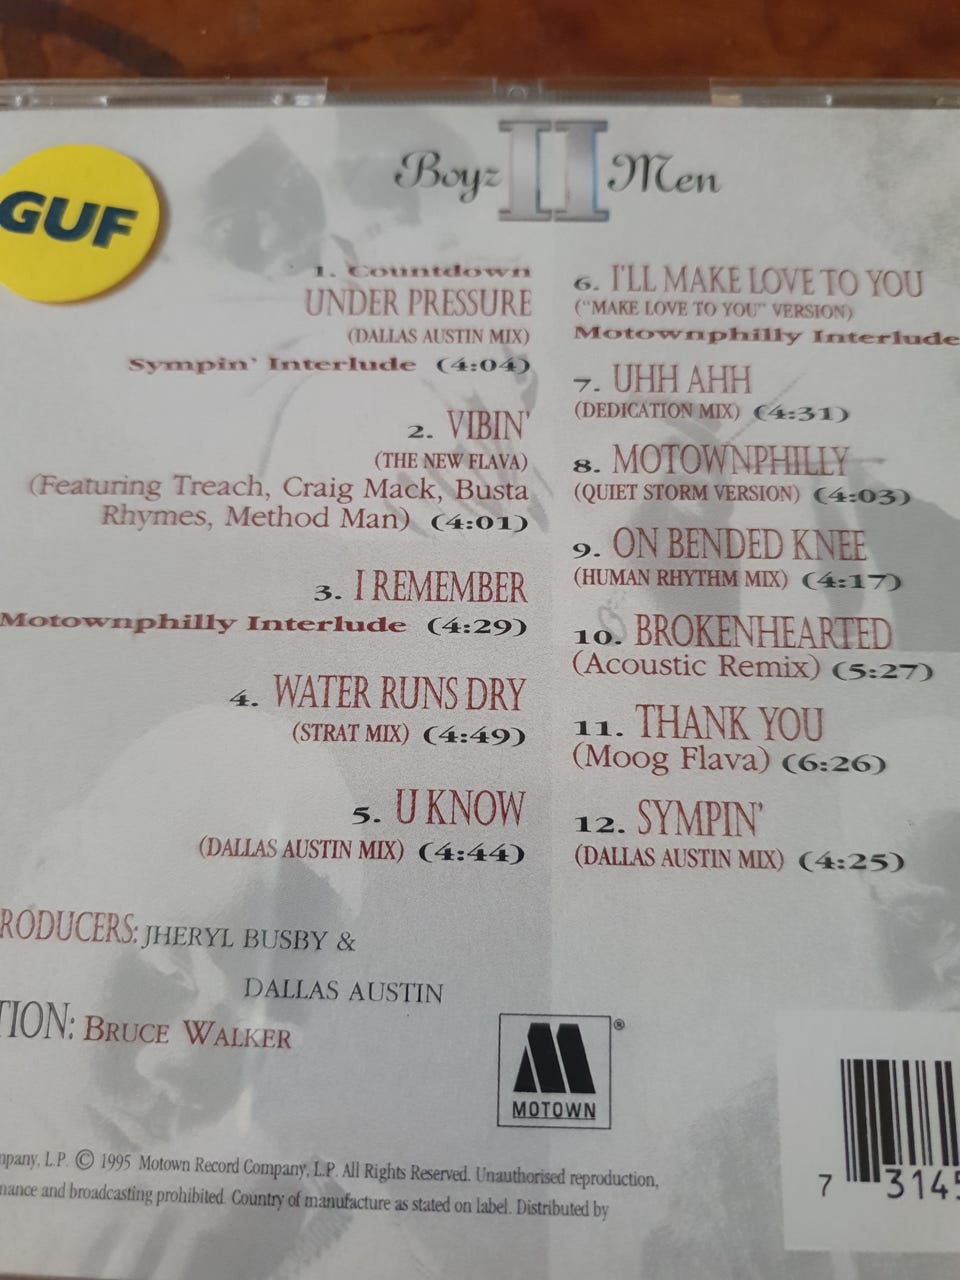 GUF
Boyz II Men
1. Countdown
UNDER PRESSURE
(DALLAS AUSTIN MIX)
Sympin' Interlude (4:04)
2. VIBIN'
(THE NEW FLAVA)
(Featuring Treach, Craig Mack, Busta
Rhymes, Method Man) (4:01)
3. I REMEMBER
Motownphilly Interlude (4:29)
4. WATER RUNS DRY
(STRAT MIX) (4:49)
5. U KNOW
(DALLAS AUSTIN MIX) (4:44)
6. I'LL MAKE LOVE TO YOU
("MAKE LOVE TO YOU" VERSION)
Motownphilly Interlude
7. UHH AHH
(DEDICATION MIX) (4:31)
8. MOTOWNPHILLY
(QUIET STORM VERSION) (4:03)
9. ON BENDED KNEE
(HUMAN RHYTHM MIX) (4:17)
10. BROKENHEARTED
(Acoustic Remix) (5:27)
11. THANK YOU
(Moog Flava) (6:26)
12. SYMPIN'
(DALLAS AUSTIN MIX) (4:25)
RODUCERS: JHERYL BUSBY &
DALLAS AUSTIN
TION: BRUCE WALKER
MOTOWN ®
mpany, L.P. © 1995 Motown Record Company, L.P. All Rights Reserved. Unauthorised reproduction,
mance and broadcasting prohibited. Country of manufacture as stated on label. Distributed by
7 3145